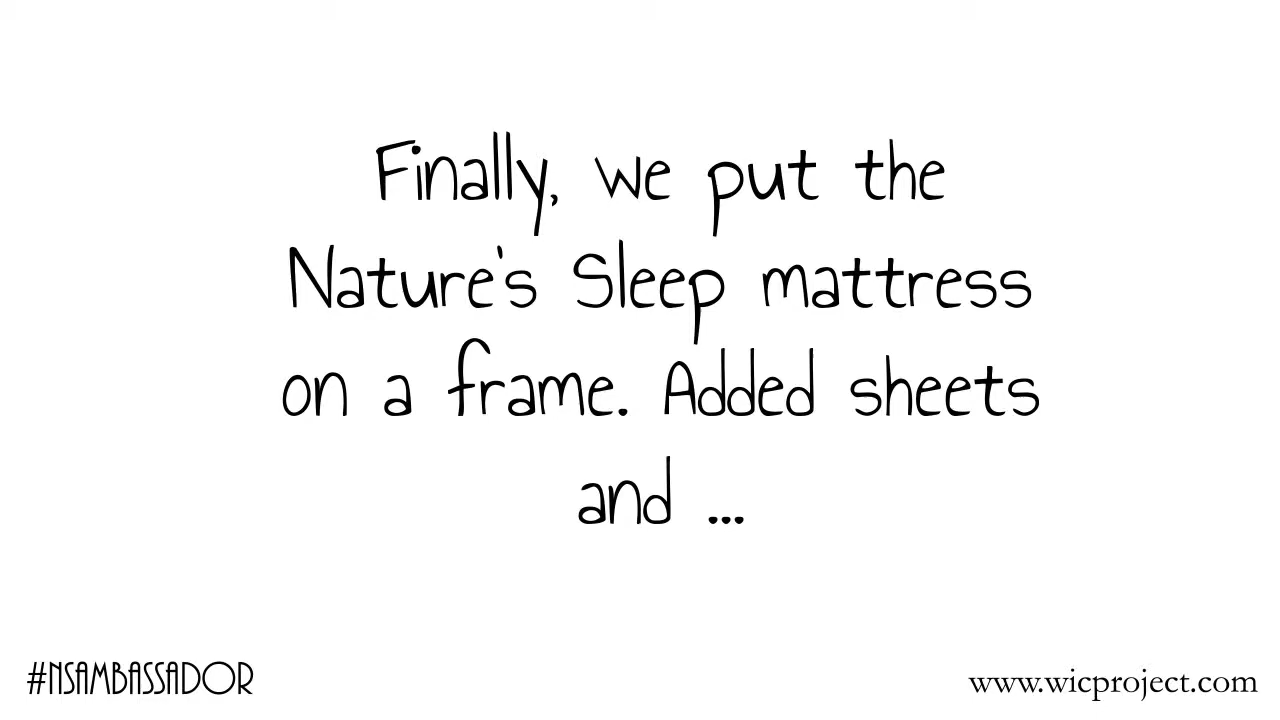 Finally, we put the
Nature's Sleep mattress
on a frame. Added sheets
and ...
#NSAMBASSADOR
www.wicproject.com